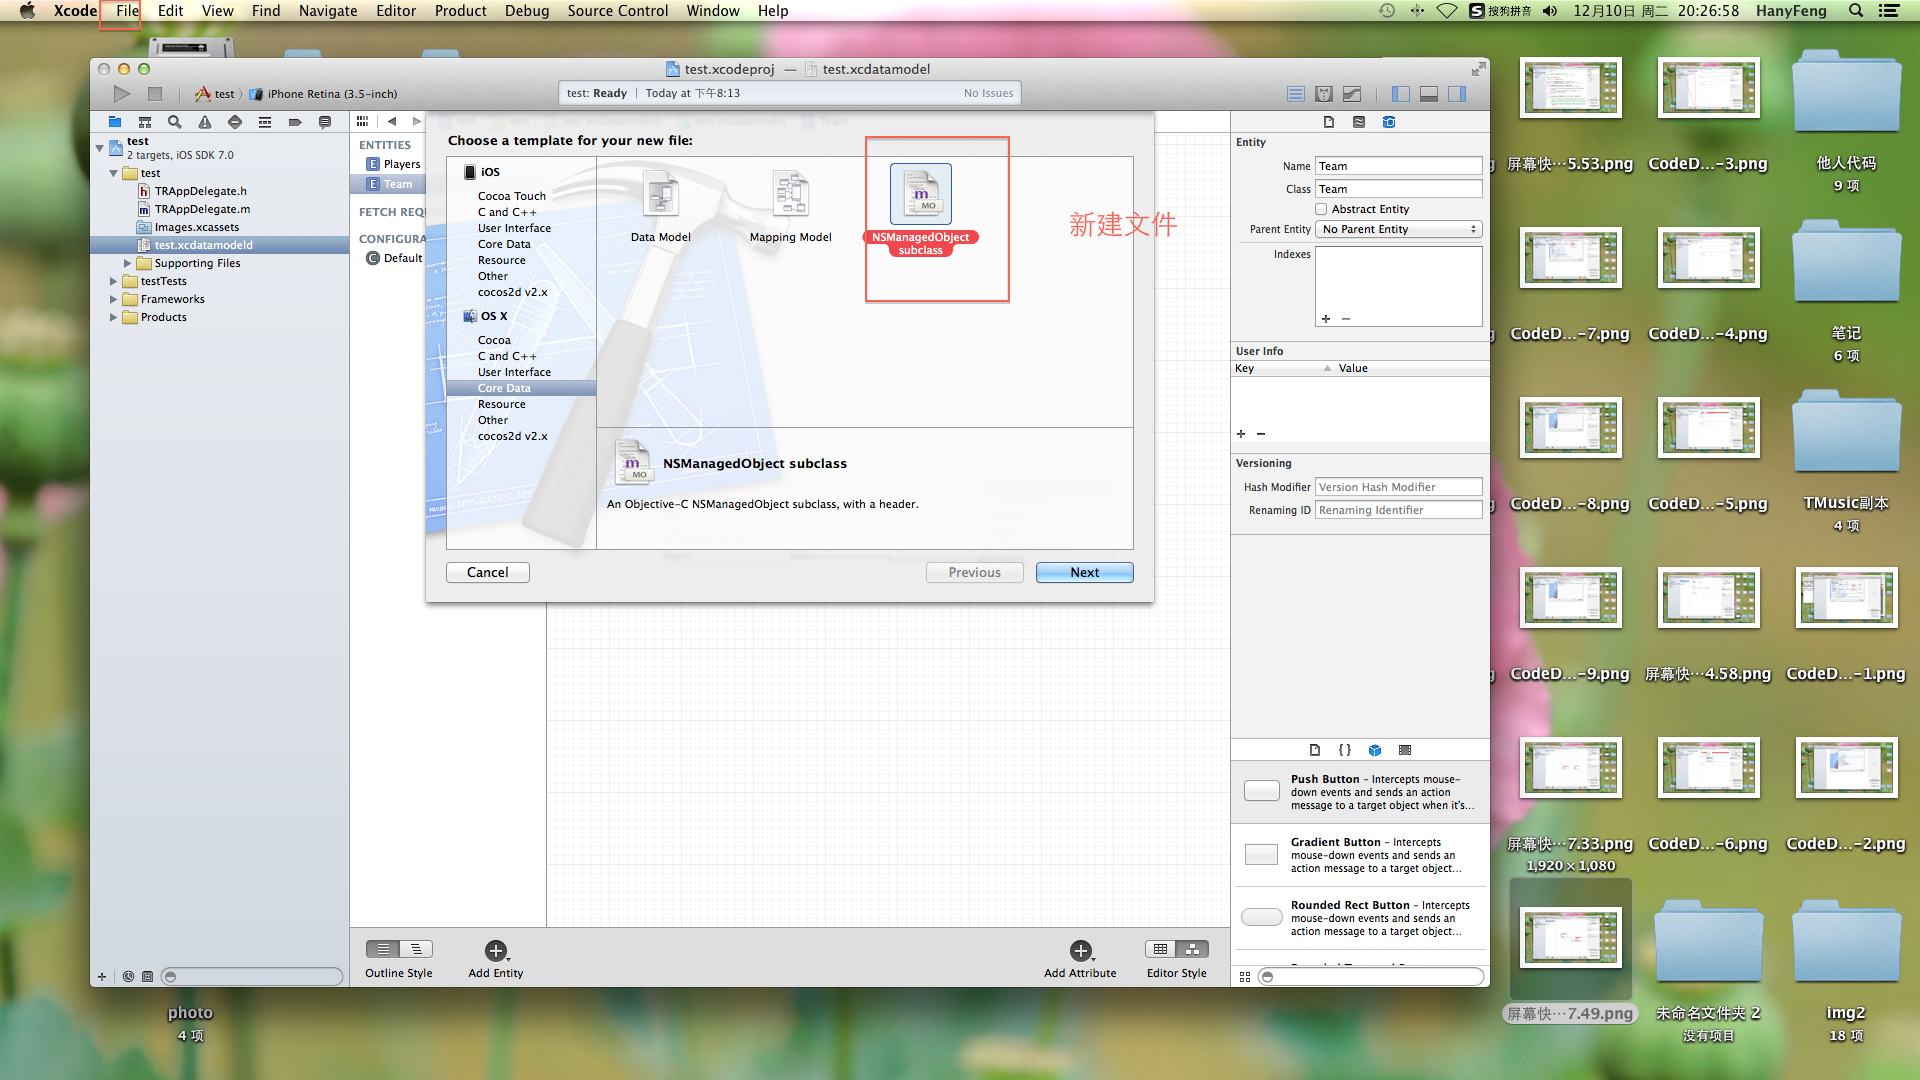 Xcode File Edit View Find Navigate Editor Product Debug Source Control Window Help
搜狗拼音 12月10日 周二 20:26:58 HanyFeng
test.xcodeproj — test.xcdatamodel
test iPhone Retina (3.5-inch)
test: Ready | Today at 下午8:13 No Issues
test
2 targets, iOS SDK 7.0
test
TRAppDelegate.h
TRAppDelegate.m
Images.xcassets
test.xcdatamodeld
Supporting Files
testTests
Frameworks
Products
ENTITIES
Players
Team
FETCH REQU
CONFIGURA
Default
Choose a template for your new file:
iOS
Cocoa Touch
C and C++
User Interface
Core Data
Resource
Other
cocos2d v2.x
OS X
Cocoa
C and C++
User Interface
Core Data
Resource
Other
cocos2d v2.x
Data Model
Mapping Model
MO
NSManagedObject
subclass
新建文件
MO
NSManagedObject subclass
An Objective-C NSManagedObject subclass, with a header.
Cancel
Previous
Next
Entity
Name Team
Class Team
Abstract Entity
Parent Entity No Parent Entity
Indexes
User Info
Key Value
Versioning
Hash Modifier Version Hash Modifier
Renaming ID Renaming Identifier
Push Button – Intercepts mouse-
down events and sends an action
message to a target object when it's...
Gradient Button – Intercepts
mouse-down events and sends an
action message to a target object...
Rounded Rect Button – Intercepts
mouse-down events and sends an
action message to a target object...
Outline Style
Add Entity
Add Attribute
Editor Style
屏幕快…5.53.png
CodeD...-3.png
他人代码
9 项
CodeD...-7.png
CodeD...-4.png
笔记
6 项
CodeD...-8.png
CodeD...-5.png
TMusic副本
4 项
CodeD...-9.png
屏幕快…4.58.png
CodeD...-1.png
屏幕快…7.33.png
1,920 × 1,080
CodeD...-6.png
CodeD...-2.png
屏幕快…7.49.png
未命名文件夹 2
没有项目
img2
18 项
photo
4 项